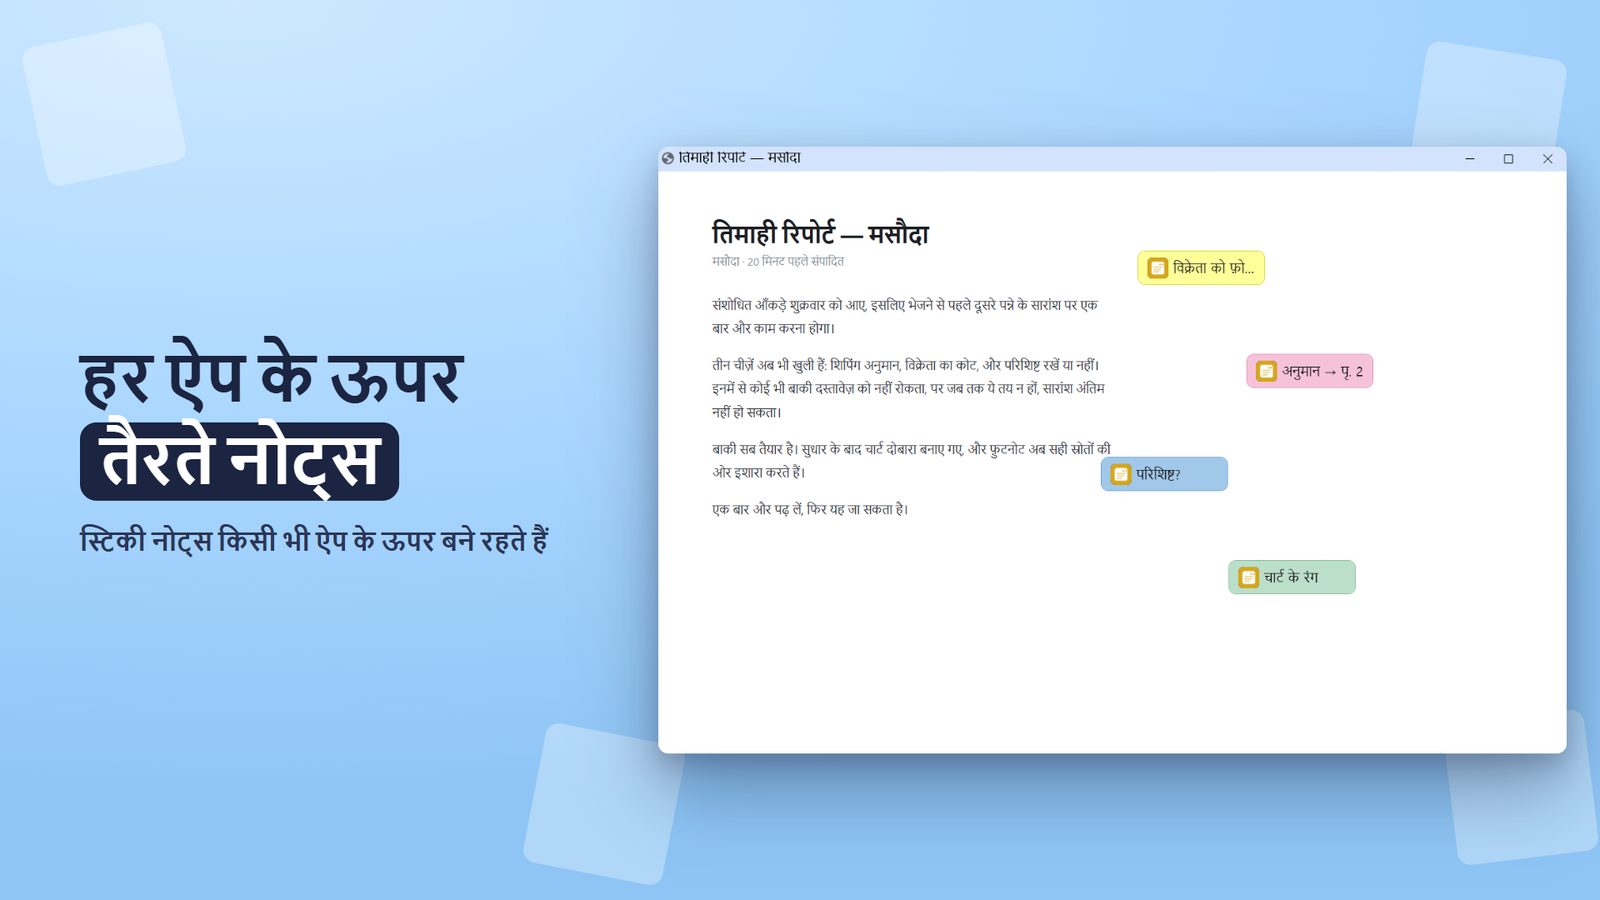 हर ऐप के ऊपर
तैरते नोट्स
स्टिकी नोट्स किसी भी ऐप के ऊपर बने रहते हैं
तिमाही रिपोर्ट — मसौदा
तिमाही रिपोर्ट — मसौदा
मसौदा · 20 मिनट पहले संपादित
संशोधित आँकड़े शुक्रवार को आए, इसलिए भेजने से पहले दूसरे पन्ने के सारांश पर एक
बार और काम करना होगा।
तीन चीज़ें अब भी खुली हैं: शिपिंग अनुमान, विक्रेता का कोट, और परिशिष्ट रखें या नहीं।
इनमें से कोई भी बाकी दस्तावेज़ को नहीं रोकता, पर जब तक ये तय न हों, सारांश अंतिम
नहीं हो सकता।
बाकी सब तैयार है। सुधार के बाद चार्ट दोबारा बनाए गए, और फ़ुटनोट अब सही स्रोतों की
ओर इशारा करते हैं।
एक बार और पढ़ लें, फिर यह जा सकता है।
विक्रेता को फ़ो...
अनुमान → पृ. 2
परिशिष्ट?
चार्ट के रंग